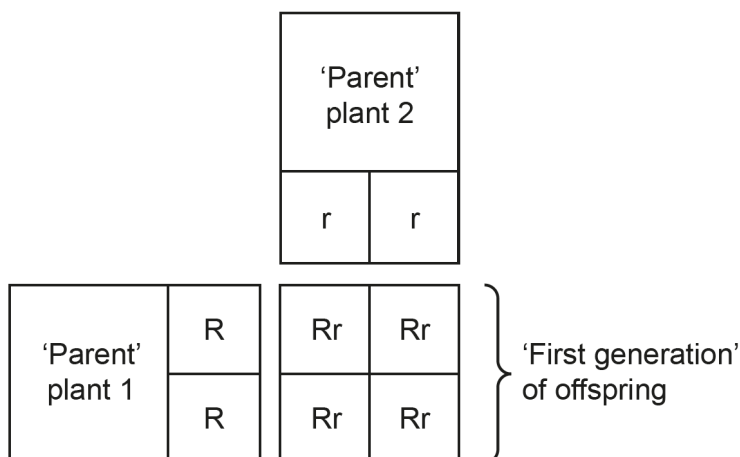 ‘Parent’
plant 2
r r
R Rr Rr
‘Parent’
plant 1
‘First generation’
of offspring
R Rr Rr